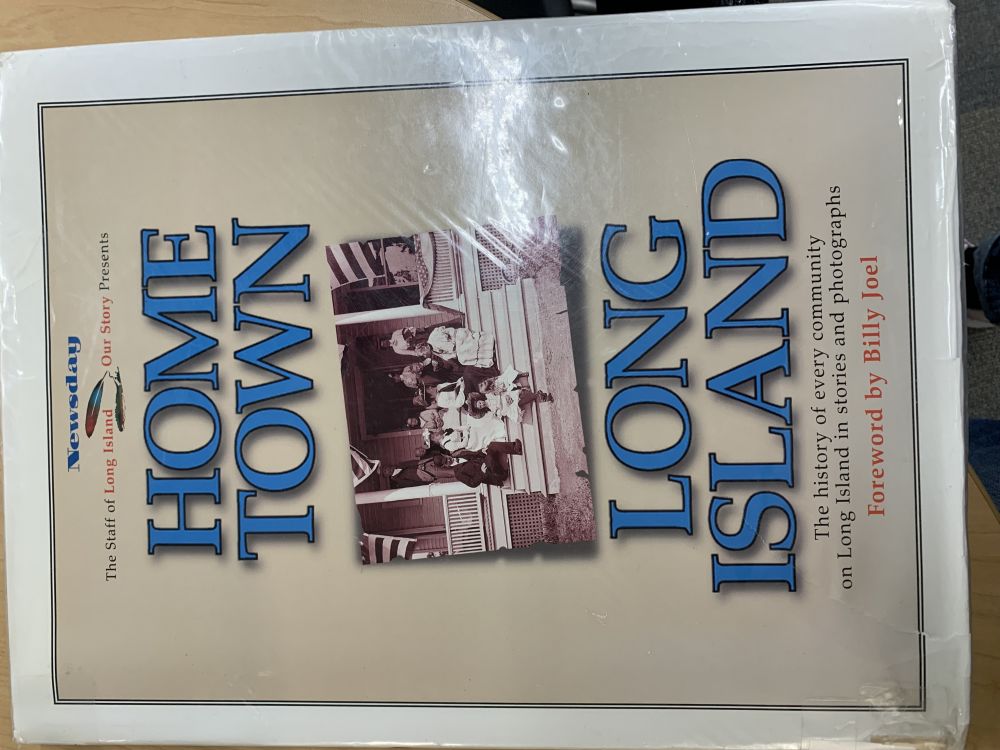 Newsday
The Staff of Long Island Our Story Presents
HOME
TOWN
LONG
ISLAND
The history of every community
on Long Island in stories and photographs
Foreword by Billy Joel